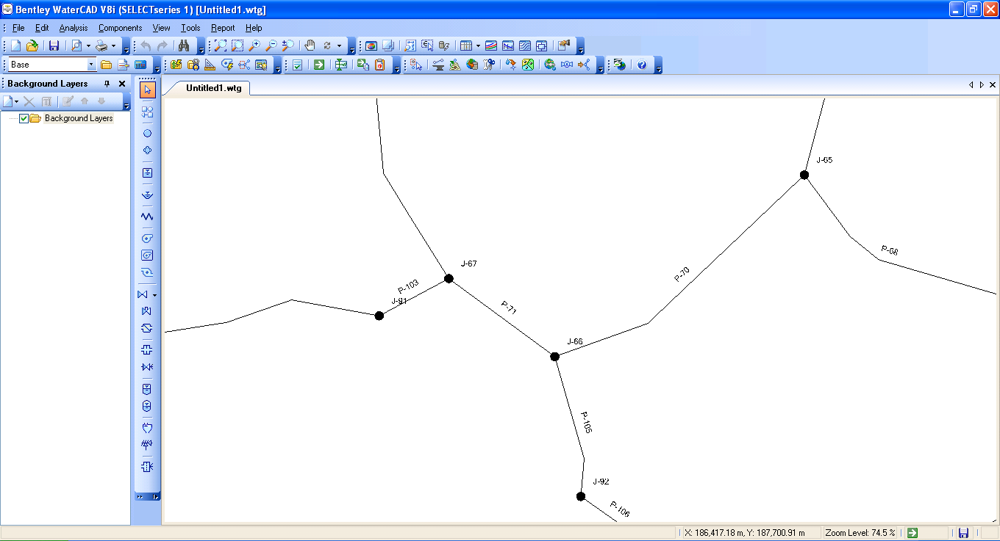 Bentley WaterCAD V8i (SELECTseries 1) [Untitled1.wtg]
File Edit Analysis Components View Tools Report Help
Base
Background Layers
Untitled1.wtg
Background Layers
J-65
P-68
J-67
P-70
P-103
J-91
P-71
J-66
P-105
J-92
P-106
X: 186,417.18 m, Y: 187,700.91 m
Zoom Level: 74.5 %